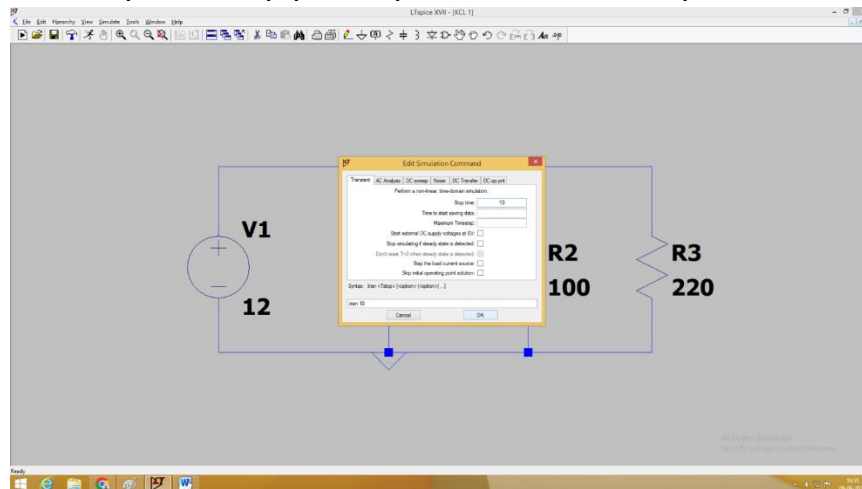 LTspice XVII - [KCL 1]
File Edit Hierarchy View Simulate Tools Window Help
Edit Simulation Command
Transient AC Analysis DC sweep Noise DC Transfer DC op pnt
Perform a non-linear, time-domain simulation.
Stop time: 10
Time to start saving data:
Maximum Timestep:
Start external DC supply voltages at 0V:
Stop simulating if steady state is detected:
Don't reset T=0 when steady state is detected:
Step the load current source:
Skip initial operating point solution:
Syntax: .tran <Tstop> [<option> [<option>] ...]
.tran 10
Cancel OK
V1
12
R2
100
R3
220
Activate Windows
Ready
10:33